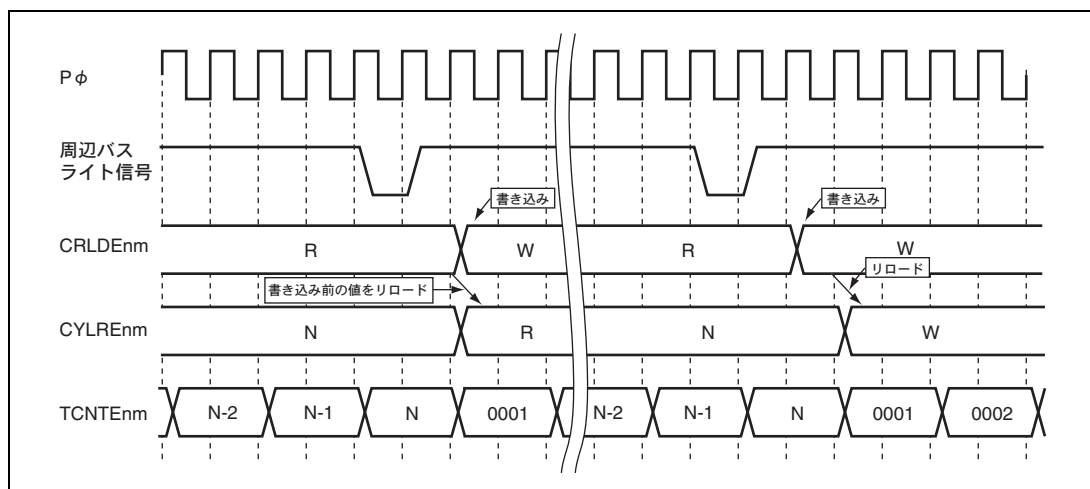 Pφ
周辺バス
ライト信号
書き込み
書き込み
CRLDEnm
R
W
R
W
リロード
書き込み前の値をリロード
CYLREnm
N
R
N
W
TCNTEnm
N-2
N-1
N
0001
N-2
N-1
N
0001
0002